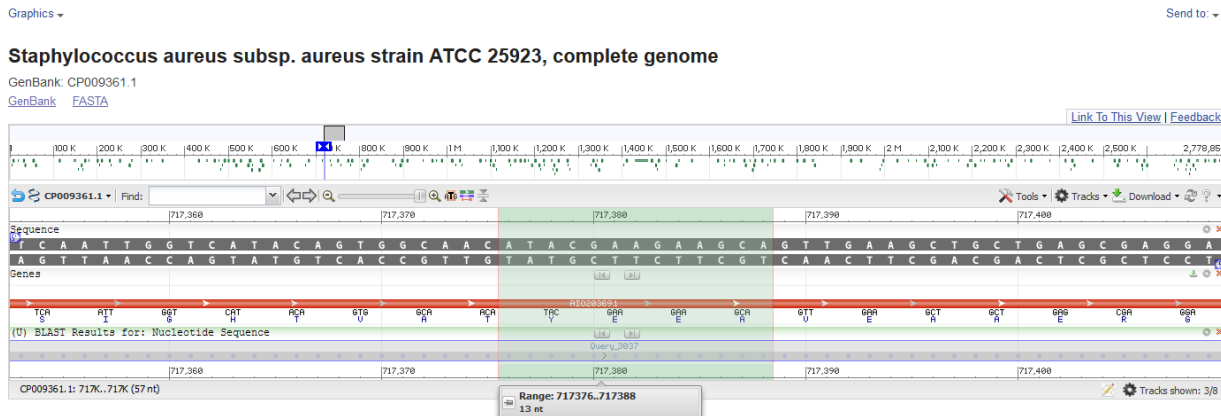 Graphics
Send to:
Staphylococcus aureus subsp. aureus strain ATCC 25923, complete genome
GenBank: CP009361.1
GenBank FASTA
Link To This View | Feedback
100 K 200 K 300 K 400 K 500 K 600 K K 800 K 900 K 1 M 1,100 K 1,200 K 1,300 K 1,400 K 1,500 K 1,600 K 1,700 K 1,800 K 1,900 K 2 M 2,100 K 2,200 K 2,300 K 2,400 K 2,500 K 2,778,85
CP009361.1 Find: Tools Tracks Download ?
717,360 717,370 717,380 717,390 717,400
Sequence
T C A A T T G G T C A T A C A G T G G C A A C A T A C G A A G A A G C A G T T G A A G C T G C T G A G C G A G G A
A G T T A A C C A G T A T G T C A C C G T T G T A T G C T T C T T C G T C A A C T T C G A C G A C T C G C T C C T
Genes
AIO203691
TCA ATT GGT CAT ACA GTG GCA ACA TAC GAA GAA GCA GTT GAA GCT GCT GAG CGA GGA
S I G H T V A T Y E E A V E A A E R G
(U) BLAST Results for: Nucleotide Sequence
Query_3037
717,360 717,370 717,380 717,390 717,400
CP009361.1: 717K..717K (57 nt)
Tracks shown: 3/8
Range: 717376..717388
13 nt